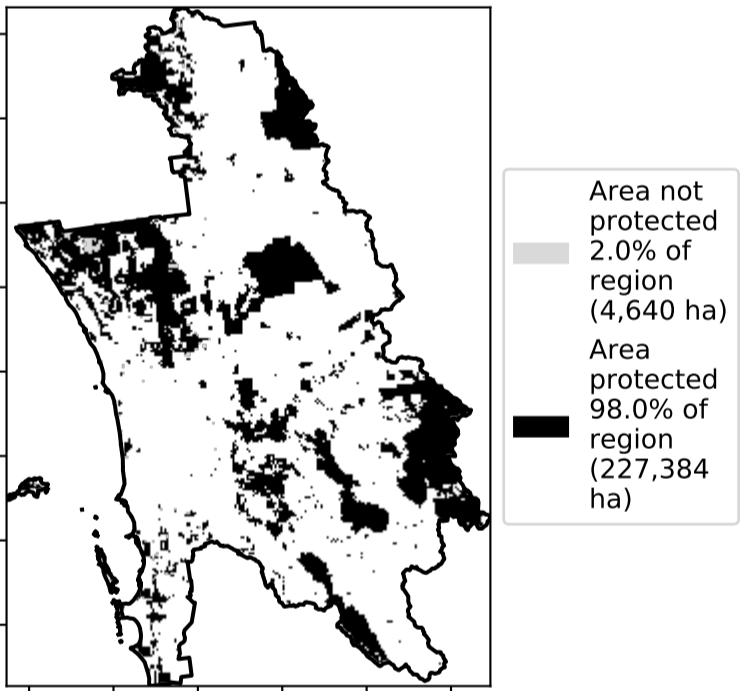 Area not
protected
2.0% of
region
(4,640 ha)
Area
protected
98.0% of
region
(227,384
ha)